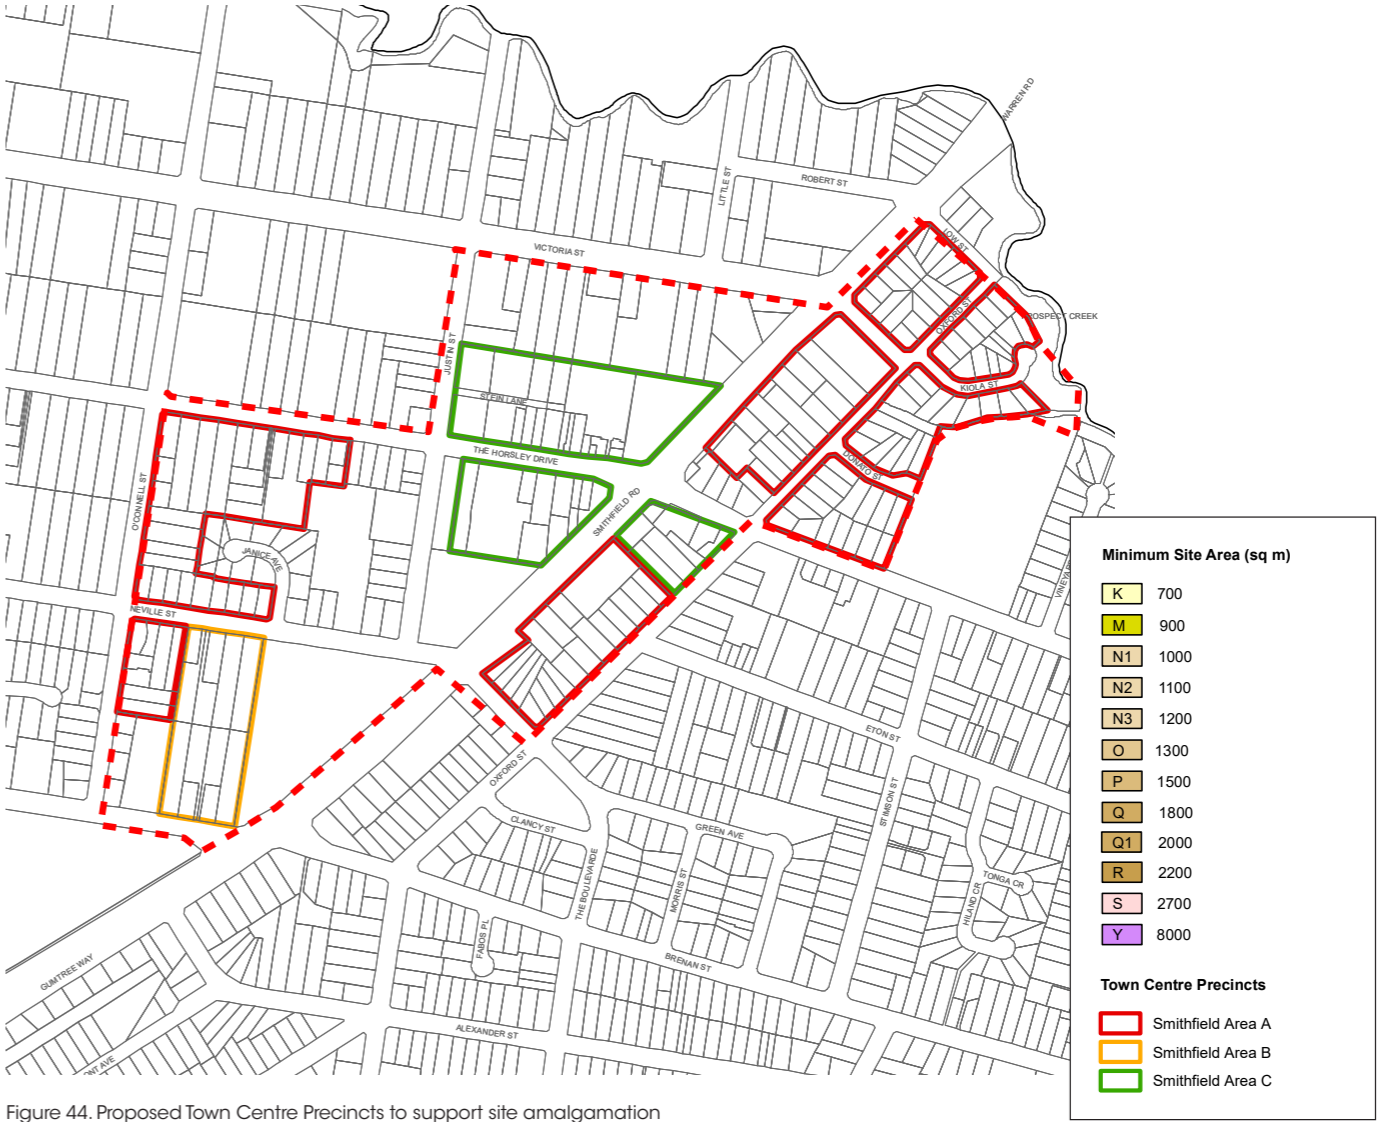 WARREN RD
ROBERT ST
LITTLE ST
VICTORIA ST
LOW ST
OXFORD ST
PROSPECT CREEK
JUSTIN ST
KIOLA ST
STEIN LANE
THE HORSLEY DRIVE
DONATO ST
O'CONNELL ST
SMITHFIELD RD
JANICE AVE
NEVILLE ST
ETON ST
OXFORD ST
STIMSON ST
CLANCY ST
GREEN AVE
THE BOULEVARDE
MORRIS ST
TONGA CR
HILAND CR
FABOS PL
BRENAN ST
GUMTREE WAY
ALEXANDER ST
ONT AVE
VINEYA
Minimum Site Area (sq m)
K 700
M 900
N1 1000
N2 1100
N3 1200
O 1300
P 1500
Q 1800
Q1 2000
R 2200
S 2700
Y 8000
Town Centre Precincts
Smithfield Area A
Smithfield Area B
Smithfield Area C
Figure 44. Proposed Town Centre Precincts to support site amalgamation